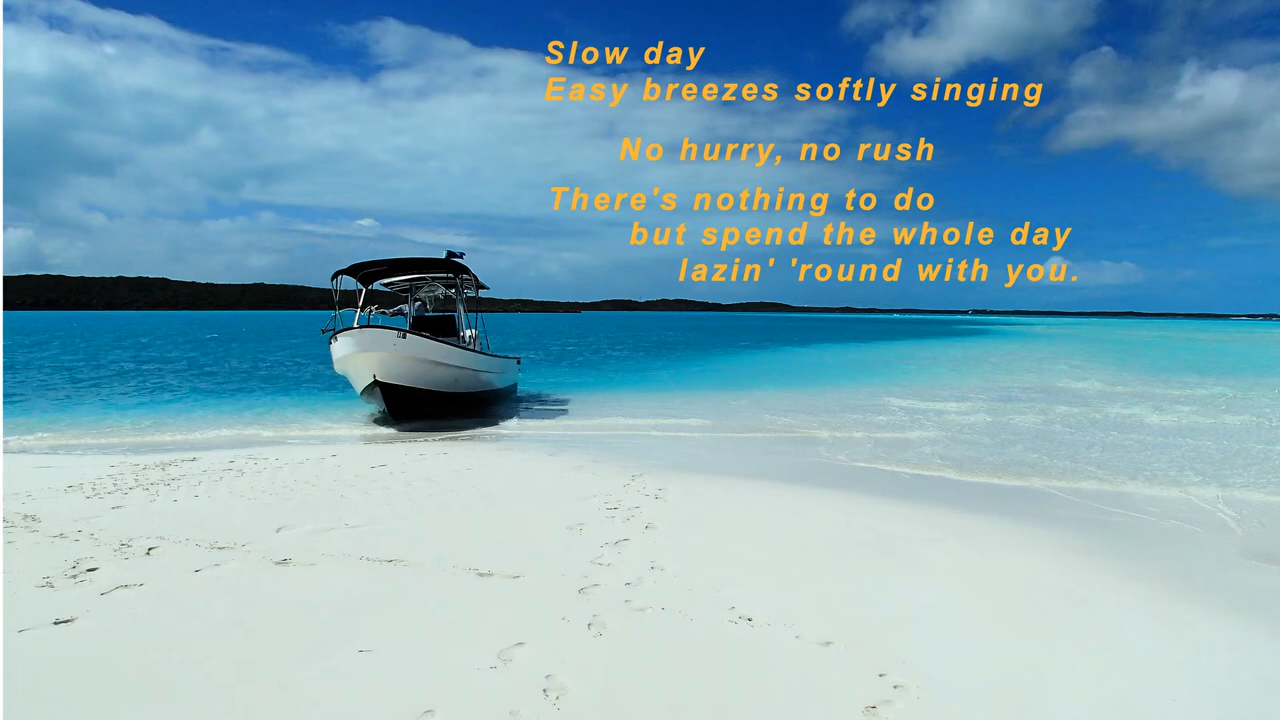 Slow day
Easy breezes softly singing
No hurry, no rush
There's nothing to do
but spend the whole day
lazin' 'round with you.